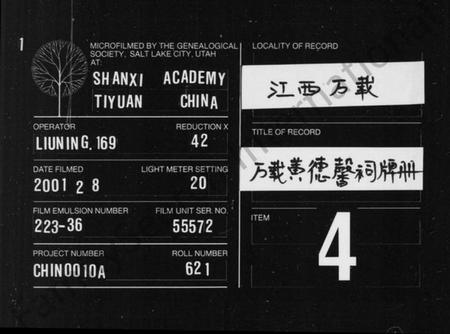 1
MICROFILMED BY THE GENEALOGICAL
SOCIETY, SALT LAKE CITY, UTAH
AT:
SHANXI ACADEMY
TIYUAN CHINA
OPERATOR REDUCTION X
LIUNING.169 42
DATE FILMED LIGHT METER SETTING
2001 2 8 20
FILM EMULSION NUMBER FILM UNIT SER. NO.
223-36 55572
PROJECT NUMBER ROLL NUMBER
CHIN0010A 621
LOCALITY OF RECORD
江西万载
TITLE OF RECORD
万载黄德馨祠牌册
ITEM
4